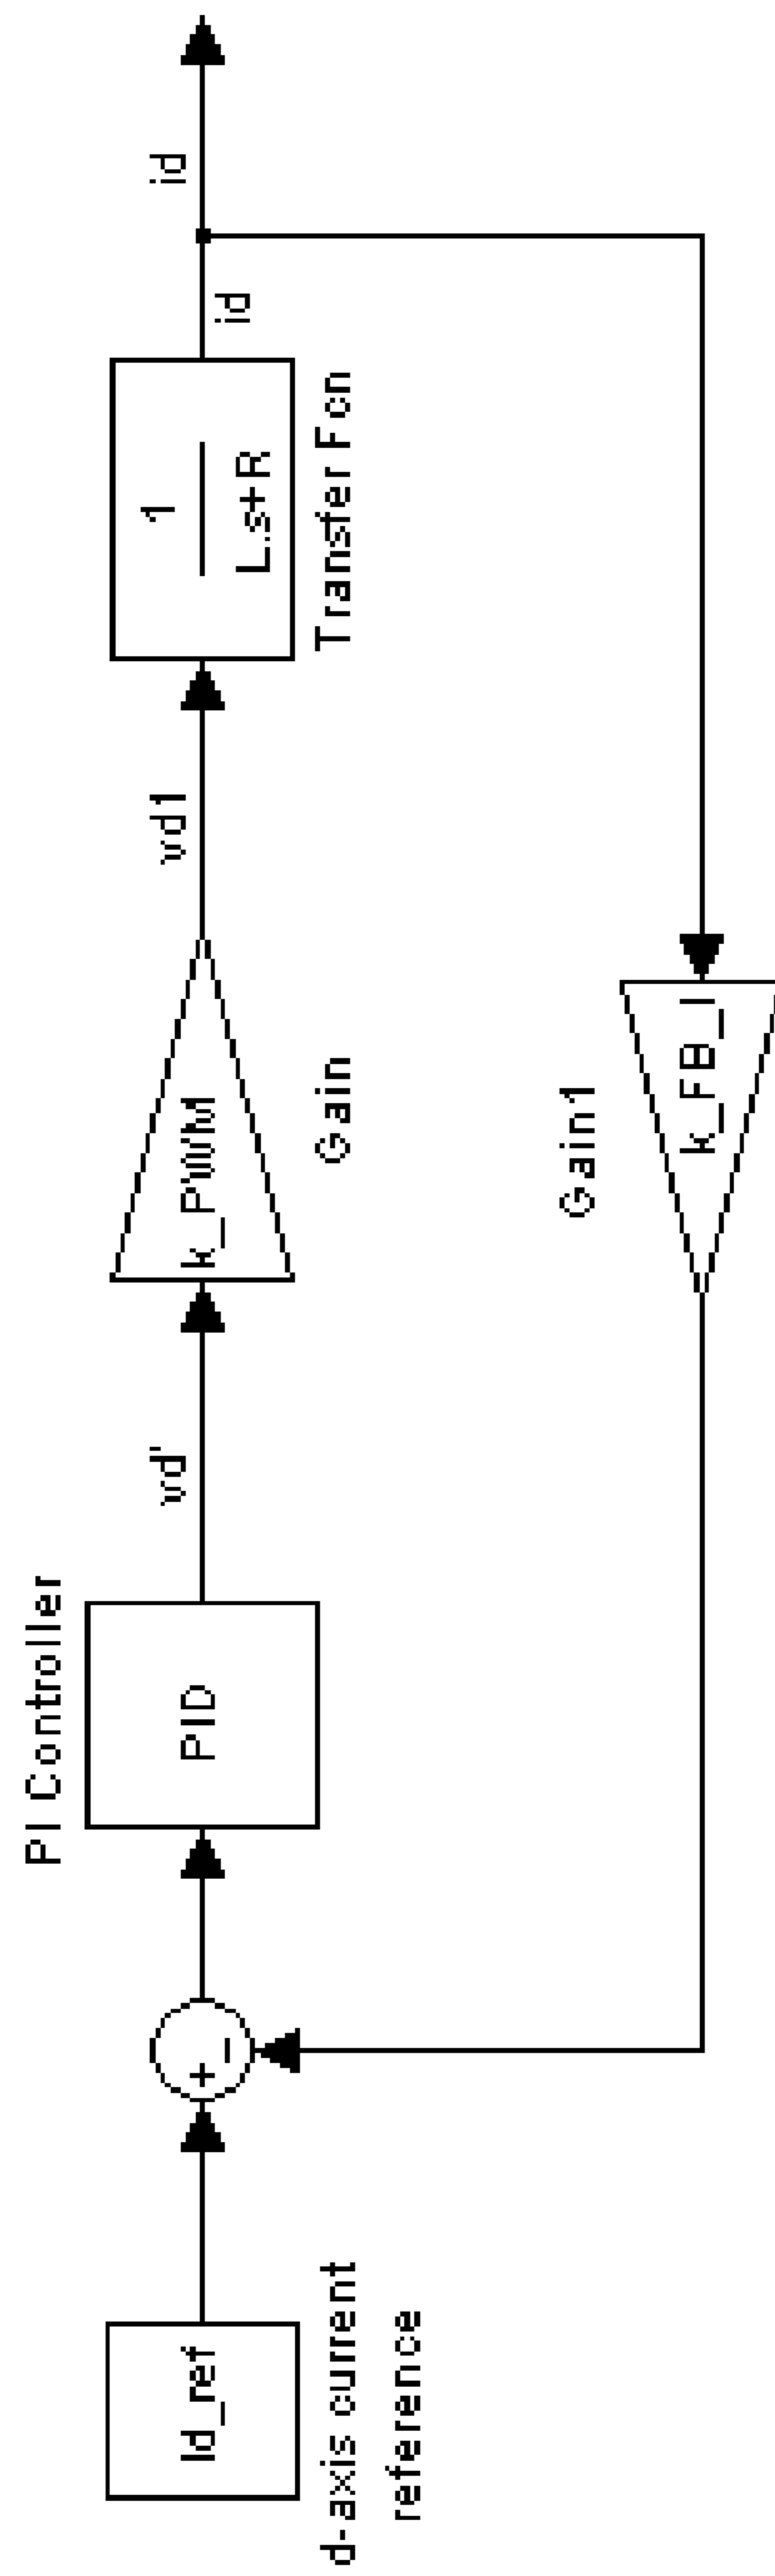 PI Controller
Id_ref
+
−
PID
vd'
k_PWM
vd1
1
L.s+R
id
id
d-axis current
reference
Gain
Transfer Fcn
Gain1
k_FB_I